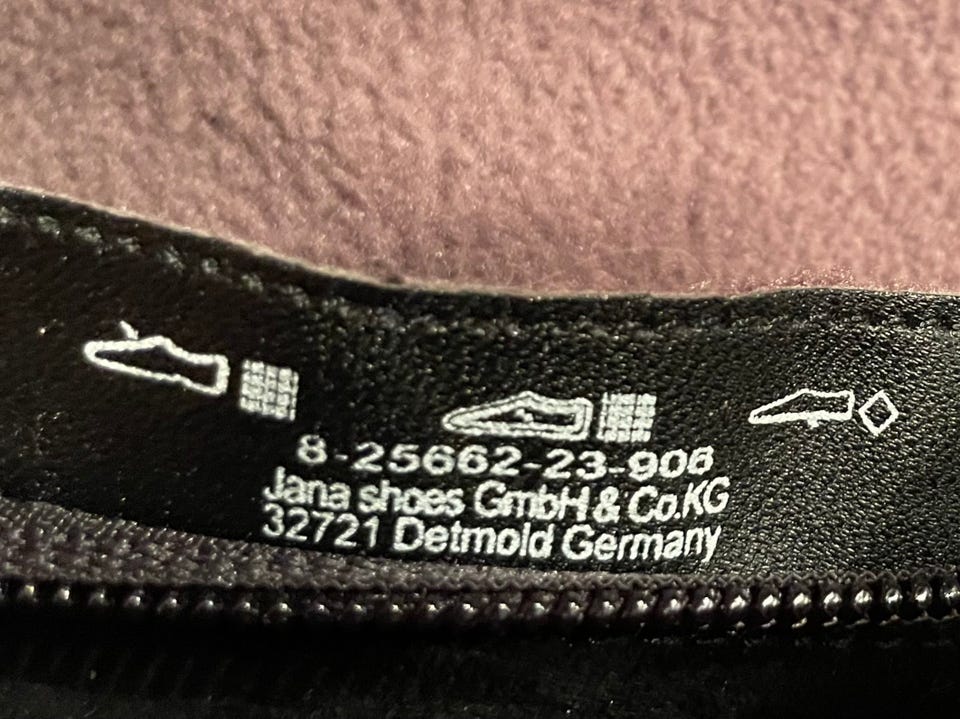 8-25662-23-906
Jana shoes GmbH & Co.KG
32721 Detmold Germany